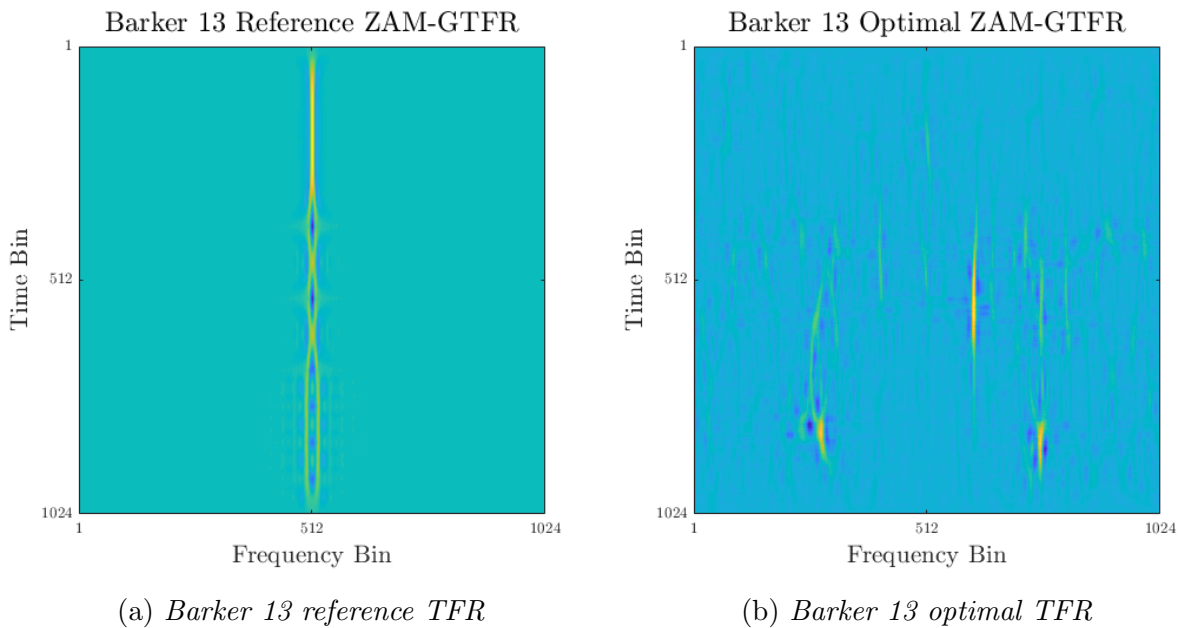 Barker 13 Reference ZAM-GTFR
1
512
1024
Time Bin
1
512
1024
Frequency Bin
(a) Barker 13 reference TFR
Barker 13 Optimal ZAM-GTFR
1
512
1024
Time Bin
1
512
1024
Frequency Bin
(b) Barker 13 optimal TFR